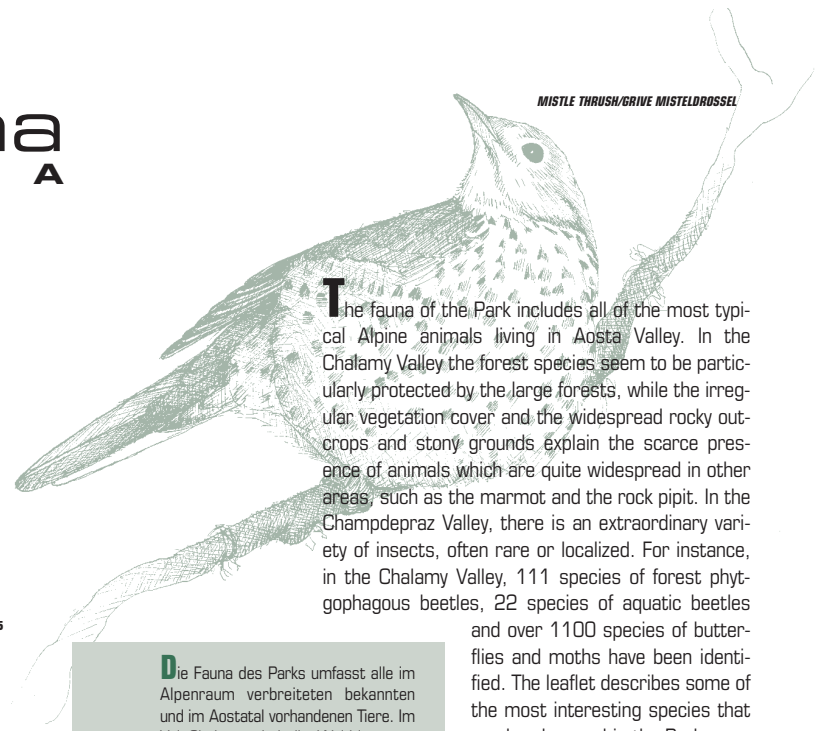 na
A
MISTLE THRUSH/GRIVE MISTELDROSSEL
The fauna of the Park includes all of the most typi-
cal Alpine animals living in Aosta Valley. In the
Chalamy Valley the forest species seem to be partic-
ularly protected by the large forests, while the irreg-
ular vegetation cover and the widespread rocky out-
crops and stony grounds explain the scarce pres-
ence of animals which are quite widespread in other
areas, such as the marmot and the rock pipit. In the
Champdepraz Valley, there is an extraordinary vari-
ety of insects, often rare or localized. For instance,
in the Chalamy Valley, 111 species of forest phyt-
gophagous beetles, 22 species of aquatic beetles
and over 1100 species of butter-
flies and moths have been identi-
fied. The leaflet describes some of
the most interesting species that
Die Fauna des Parks umfasst alle im
Alpenraum verbreiteten bekannten
und im Aostatal vorhandenen Tiere. Im